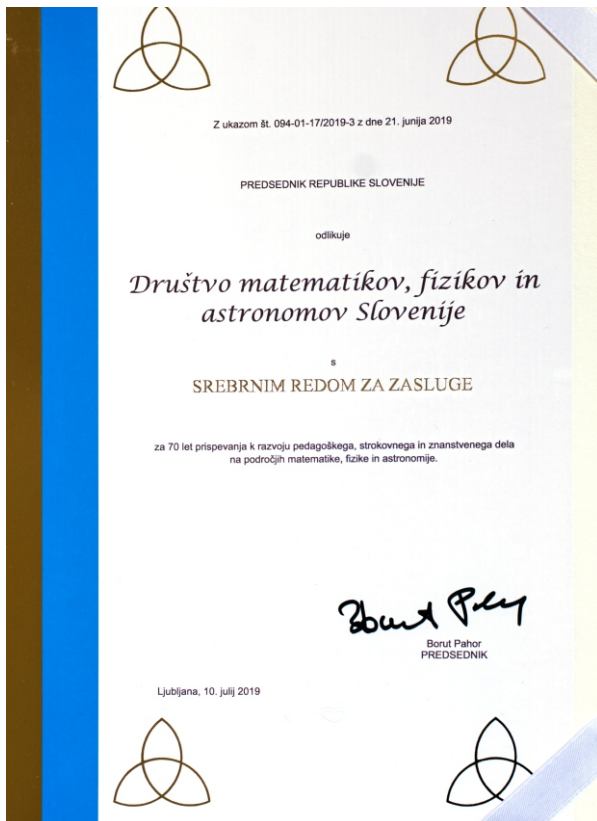 Z ukazom št. 094-01-17/2019-3 z dne 21. junija 2019
PREDSEDNIK REPUBLIKE SLOVENIJE
odlikuje
Društvo matematikov, fizikov in
astronomov Slovenije
s
SREBRNIM REDOM ZA ZASLUGE
za 70 let prispevanja k razvoju pedagoškega, strokovnega in znanstvenega dela
na področjih matematike, fizike in astronomije.
Borut Pahor
PREDSEDNIK
Ljubljana, 10. julij 2019